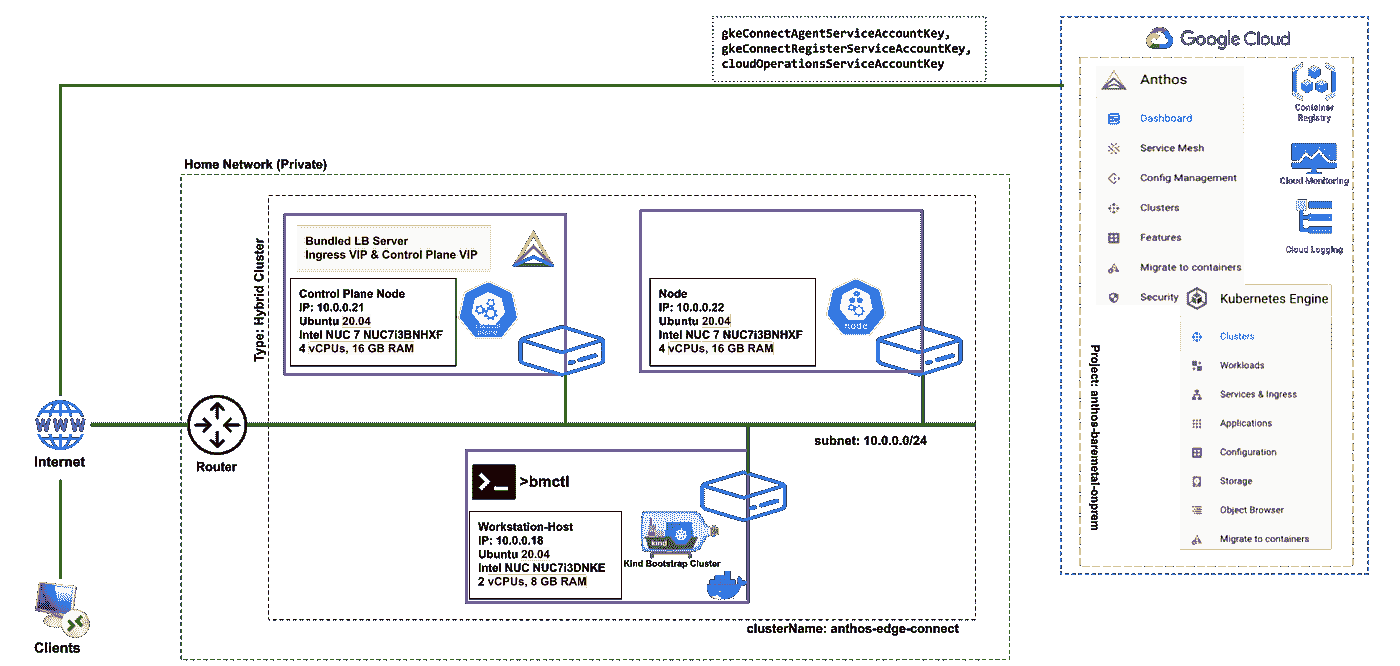 gkeConnectAgentServiceAccountKey,
gkeConnectRegisterServiceAccountKey,
cloudOperationsServiceAccountKey
Google Cloud
Anthos
Dashboard
Service Mesh
Config Management
Clusters
Features
Migrate to containers
Security
Container
Registry
Cloud Monitoring
Cloud Logging
Kubernetes Engine
Clusters
Workloads
Services & Ingress
Applications
Configuration
Storage
Object Browser
Migrate to containers
Project: anthos-baremetal-onprem
Home Network (Private)
Type: Hybrid Cluster
Bundled LB Server
Ingress VIP & Control Plane VIP
Control Plane Node
IP: 10.0.0.21
Ubuntu 20.04
Intel NUC 7 NUC7i3BNHXF
4 vCPUs, 16 GB RAM
Node
IP: 10.0.0.22
Ubuntu 20.04
Intel NUC 7 NUC7i3BNHXF
4 vCPUs, 16 GB RAM
node
WWW
Internet
Router
subnet: 10.0.0.0/24
>_
>bmctl
Workstation-Host
IP: 10.0.0.18
Ubuntu 20.04
Intel NUC NUC7i3DNKE
2 vCPUs, 8 GB RAM
kind
Kind Bootstrap Cluster
clusterName: anthos-edge-connect
Clients